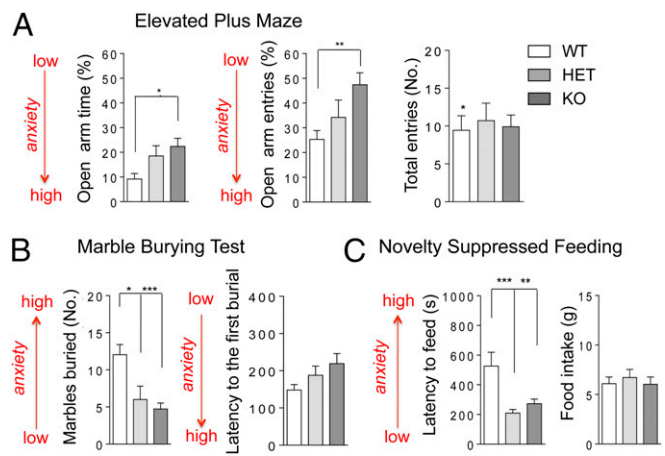 A
Elevated Plus Maze
low
anxiety
high
Open arm time (%)
60
50
40
30
20
10
0
*
low
anxiety
high
Open arm entries (%)
60
50
40
30
20
10
0
**
Total entries (No.)
20
15
10
5
0
*
WT
HET
KO
B
Marble Burying Test
high
anxiety
low
Marbles buried (No.)
20
15
10
5
0
* ***
low
anxiety
high
Latency to the first burial
400
300
200
100
0
C
Novelty Suppressed Feeding
high
anxiety
low
Latency to feed (s)
1000
800
600
400
200
0
*** **
Food intake (g)
15
10
5
0